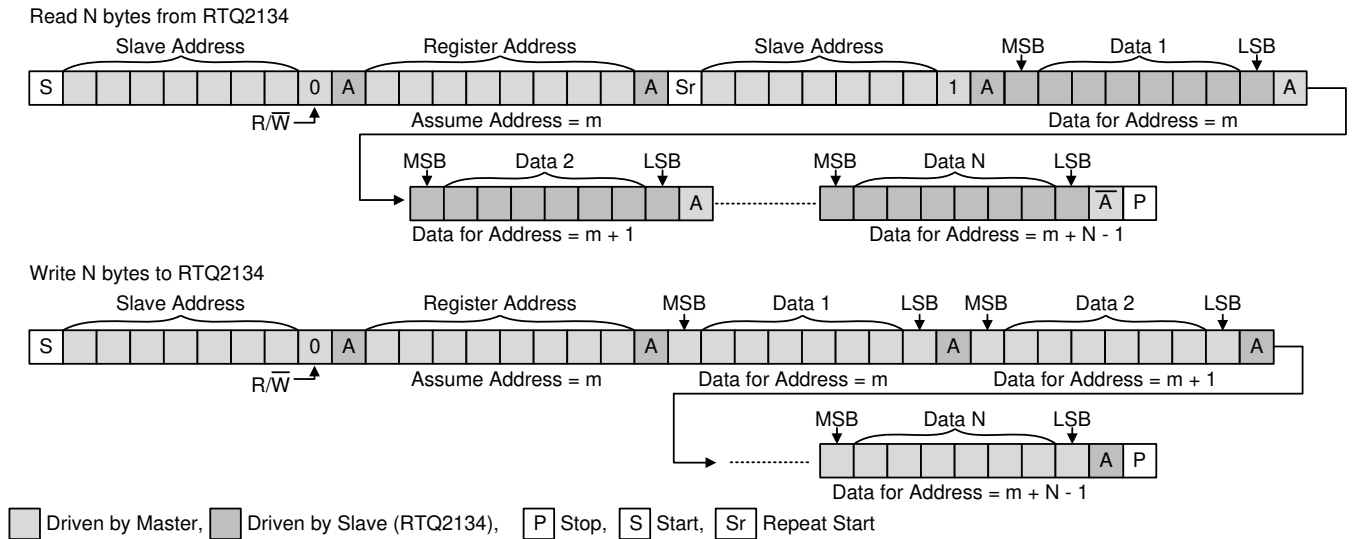 Read N bytes from RTQ2134
Slave Address Register Address Slave Address MSB Data 1 LSB
S 0 A A Sr 1 A A
R/W̅ Assume Address = m Data for Address = m
MSB Data 2 LSB MSB Data N LSB
A A̅ P
Data for Address = m + 1 Data for Address = m + N - 1
Write N bytes to RTQ2134
Slave Address Register Address MSB Data 1 LSB MSB Data 2 LSB
S 0 A A A A
R/W̅ Assume Address = m Data for Address = m Data for Address = m + 1
MSB Data N LSB
A P
Data for Address = m + N - 1
Driven by Master, Driven by Slave (RTQ2134), P Stop, S Start, Sr Repeat Start